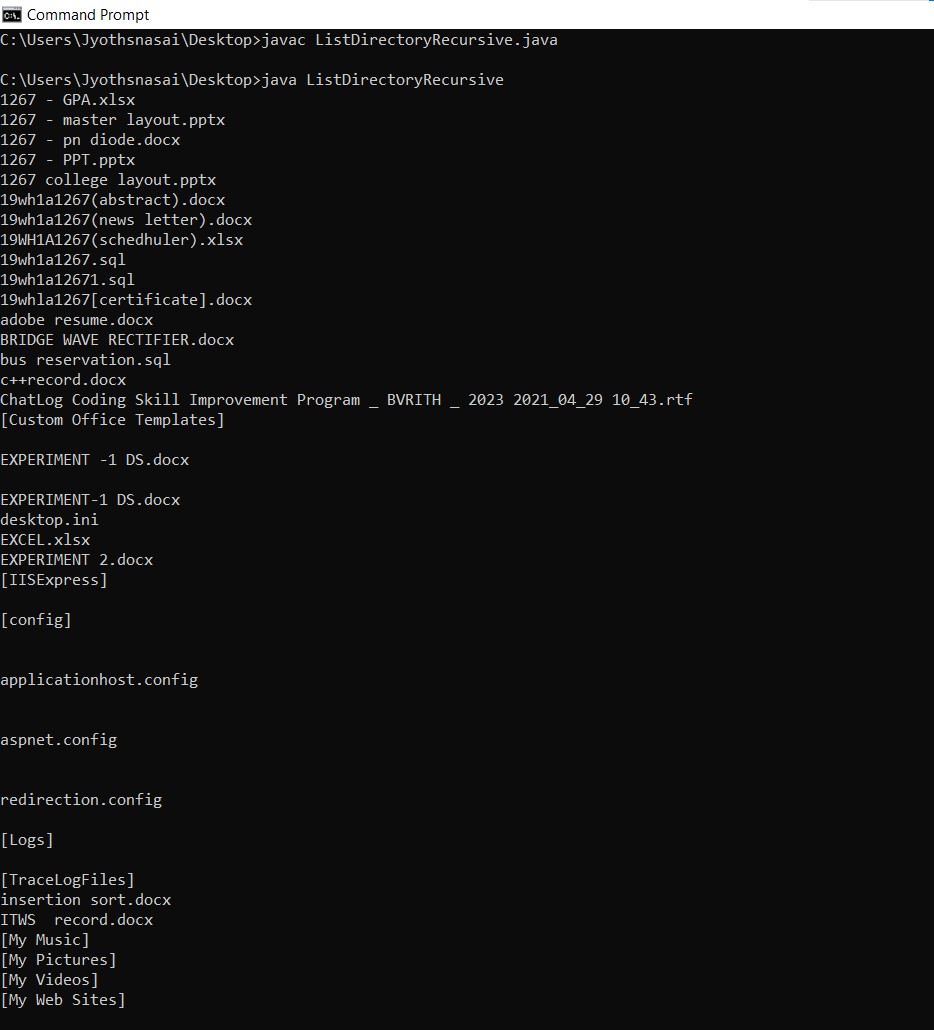 Command Prompt
C:\Users\Jyothsnasai\Desktop>javac ListDirectoryRecursive.java
C:\Users\Jyothsnasai\Desktop>java ListDirectoryRecursive
1267 - GPA.xlsx
1267 - master layout.pptx
1267 - pn diode.docx
1267 - PPT.pptx
1267 college layout.pptx
19wh1a1267(abstract).docx
19wh1a1267(news letter).docx
19WH1A1267(schedhuler).xlsx
19wh1a1267.sql
19wh1a12671.sql
19whla1267[certificate].docx
adobe resume.docx
BRIDGE WAVE RECTIFIER.docx
bus reservation.sql
c++record.docx
ChatLog Coding Skill Improvement Program _ BVRITH _ 2023 2021_04_29 10_43.rtf
[Custom Office Templates]
EXPERIMENT -1 DS.docx
EXPERIMENT-1 DS.docx
desktop.ini
EXCEL.xlsx
EXPERIMENT 2.docx
[IISExpress]
[config]
applicationhost.config
aspnet.config
redirection.config
[Logs]
[TraceLogFiles]
insertion sort.docx
ITWS  record.docx
[My Music]
[My Pictures]
[My Videos]
[My Web Sites]